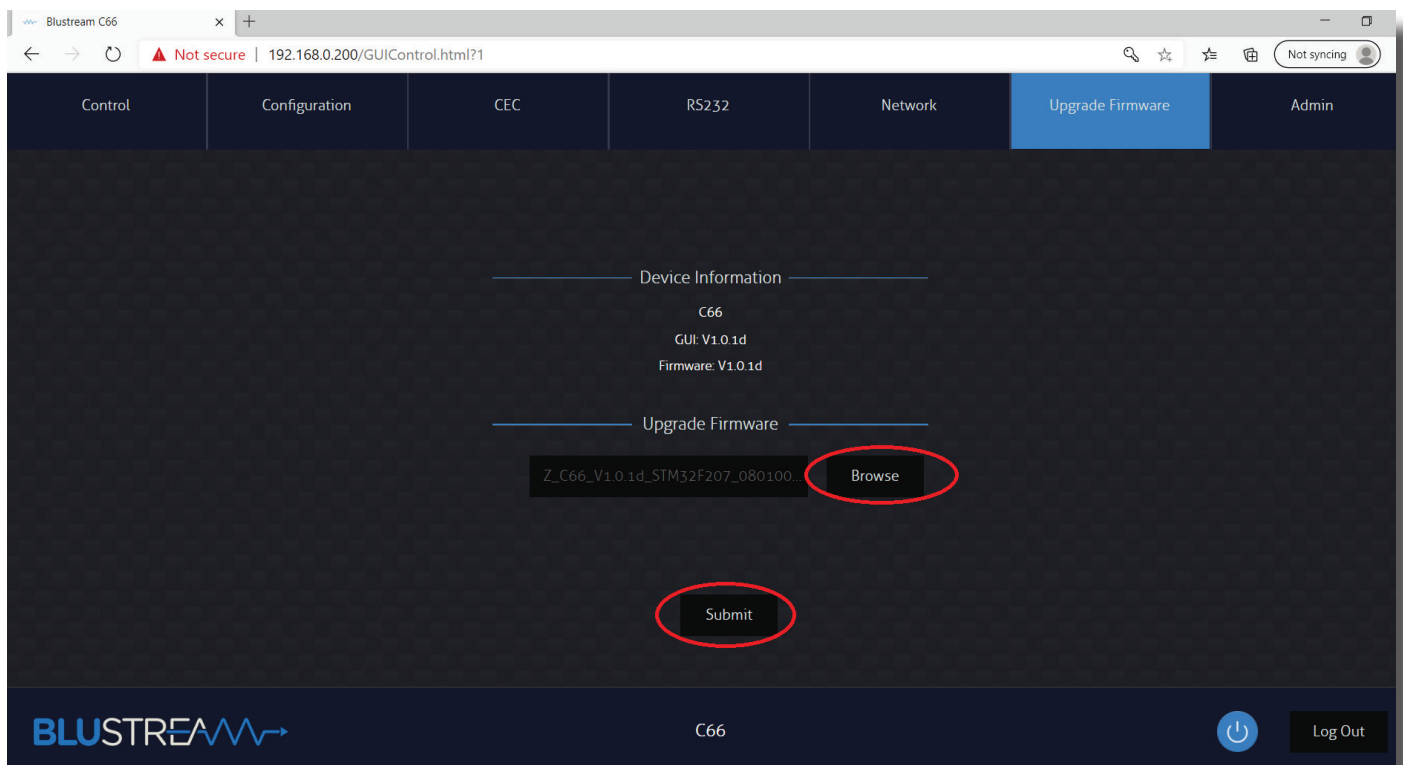 Blustream C66
Not secure | 192.168.0.200/GUIControl.html?1
Not syncing
Control Configuration CEC RS232 Network Upgrade Firmware Admin
Device Information
C66
GUI: V1.0.1d
Firmware: V1.0.1d
Upgrade Firmware
Z_C66_V1.0.1d_STM32F207_080100... Browse
Submit
BLUSTREAM C66 Log Out